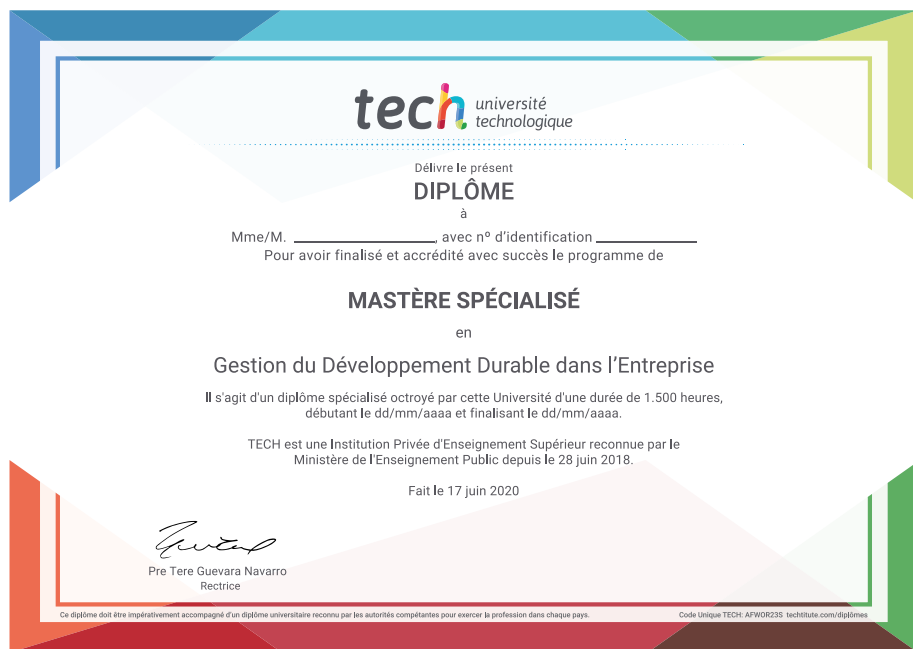 tech université
technologique
Délivre le présent
DIPLÔME
à
Mme/M. ____________________, avec nº d'identification ______________
Pour avoir finalisé et accrédité avec succès le programme de
MASTÈRE SPÉCIALISÉ
en
Gestion du Développement Durable dans l'Entreprise
Il s'agit d'un diplôme spécialisé octroyé par cette Université d'une durée de 1.500 heures,
débutant le dd/mm/aaaa et finalisant le dd/mm/aaaa.
TECH est une Institution Privée d'Enseignement Supérieur reconnue par le
Ministère de l'Enseignement Public depuis le 28 juin 2018.
Fait le 17 juin 2020
Pre Tere Guevara Navarro
Rectrice
Ce diplôme doit être impérativement accompagné d'un diplôme universitaire reconnu par les autorités compétantes pour exercer la profession dans chaque pays. Code Unique TECH: AFWOR23S techtitute.com/diplômes